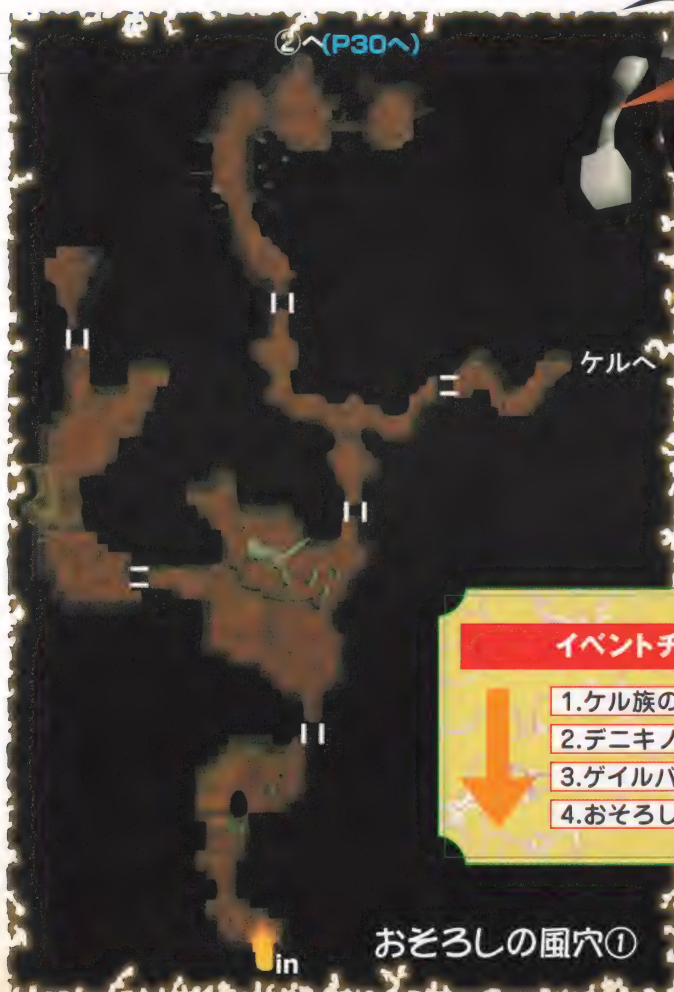 ②へ(P30へ)
ケルへ
イベントチ
1.ケル族の
2.デニキノ
3.ゲイルバ
4.おそろし
in
おそろしの風穴①